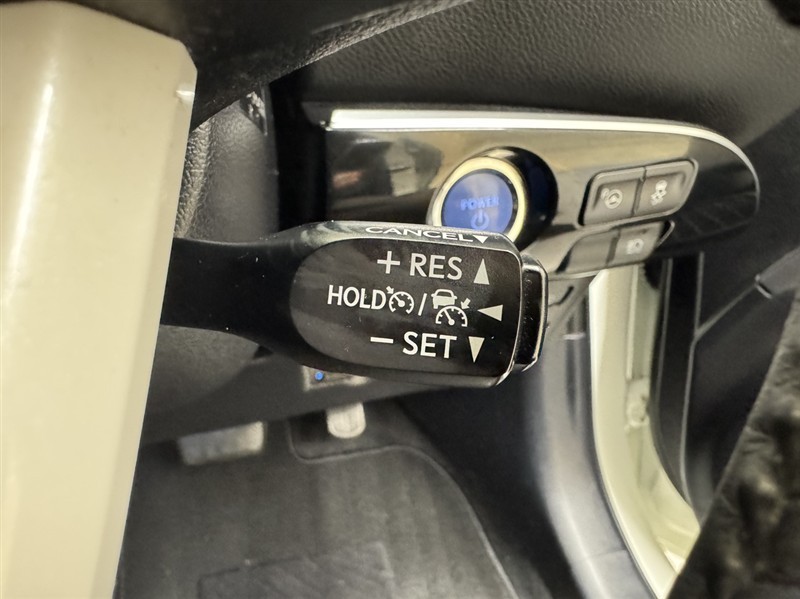 POWER
CANCEL▼
+ RES ▲
HOLD / ◀
− SET ▼